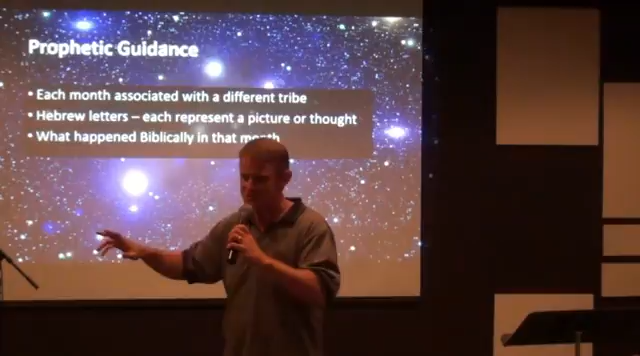 Prophetic Guidance
• Each month associated with a different tribe
• Hebrew letters – each represent a picture or thought
• What happened Biblically in that month